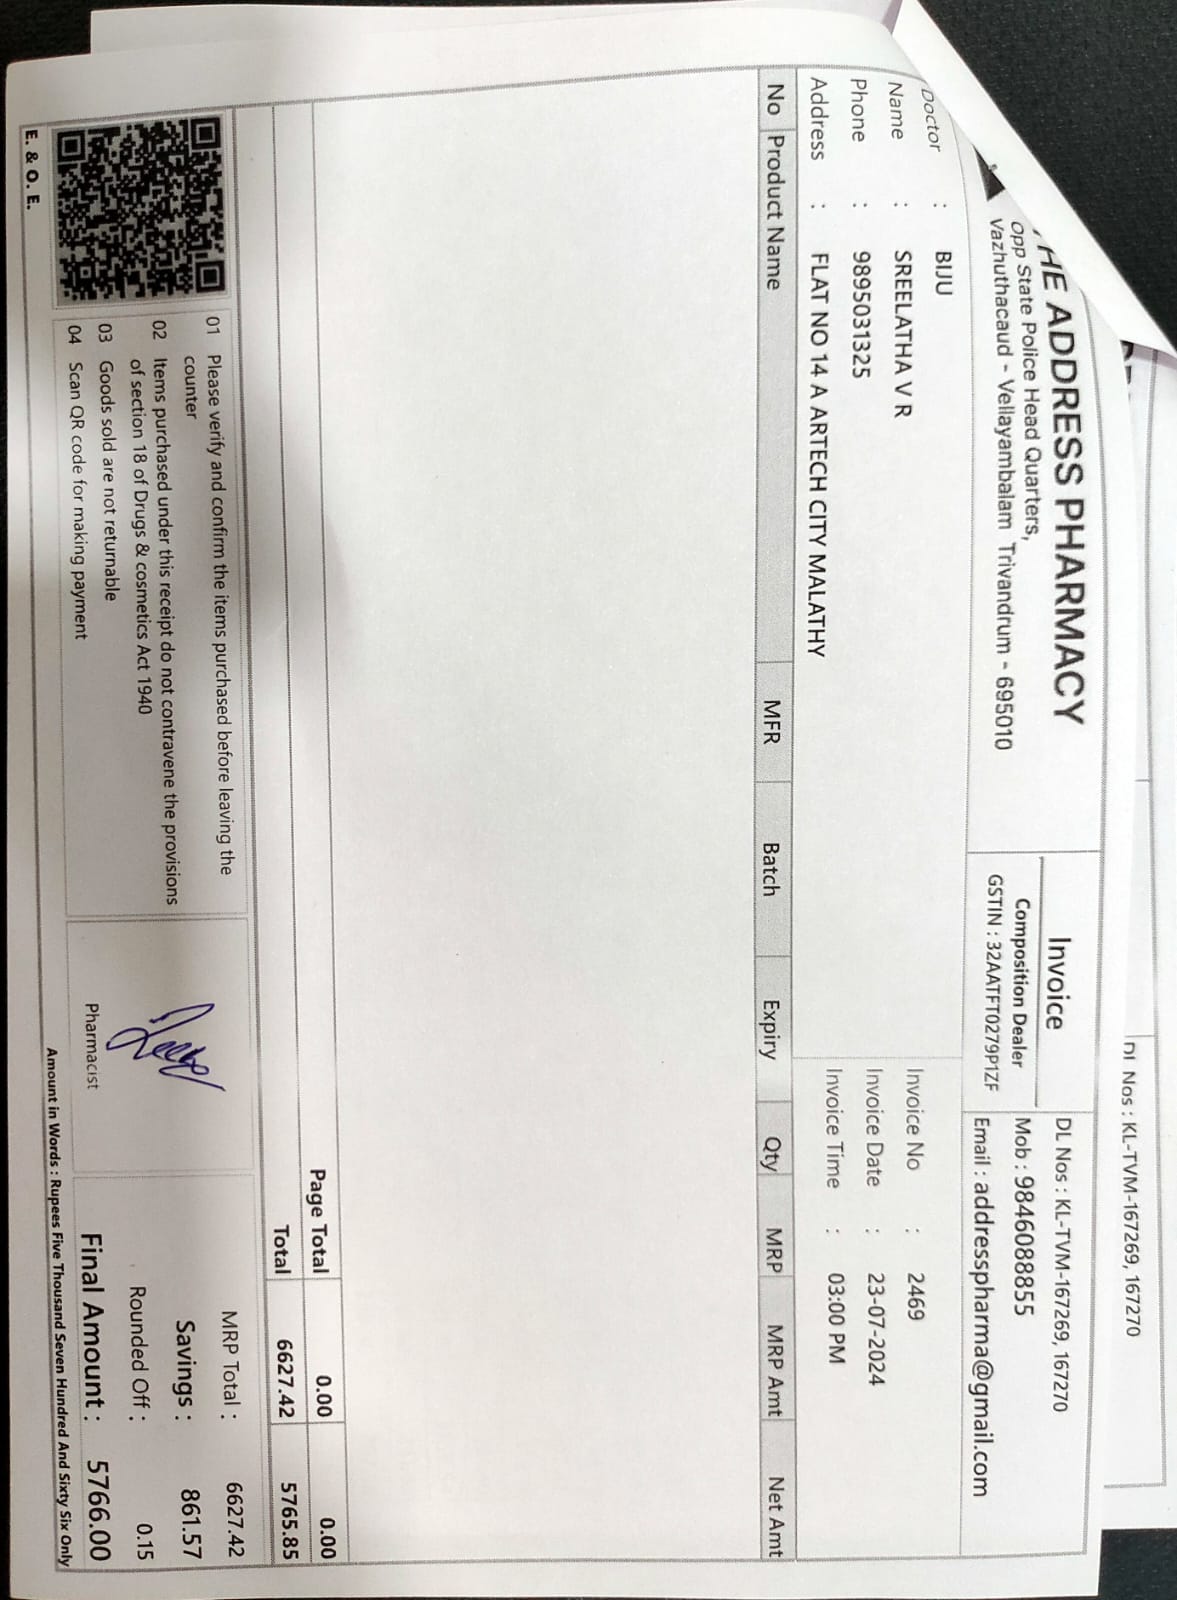 DL Nos : KL-TVM-167269, 167270
THE ADDRESS PHARMACY
Opp State Police Head Quarters,
Vazhuthacaud - Vellayambalam Trivandrum - 695010
Invoice
Composition Dealer
GSTIN : 32AATFT0279P1ZF
DL Nos : KL-TVM-167269, 167270
Mob : 9846088855
Email : addresspharma@gmail.com
Doctor : BIJU
Name : SREELATHA V R
Phone : 9895031325
Address : FLAT NO 14 A ARTECH CITY MALATHY
Invoice No : 2469
Invoice Date : 23-07-2024
Invoice Time : 03:00 PM
No Product Name MFR Batch Expiry Qty MRP MRP Amt Net Amt
Page Total 0.00 0.00
Total 6627.42 5765.85
01 Please verify and confirm the items purchased before leaving the
counter
02 Items purchased under this receipt do not contravene the provisions
of section 18 of Drugs & cosmetics Act 1940
03 Goods sold are not returnable
04 Scan QR code for making payment
E. & O. E.
Pharmacist
MRP Total : 6627.42
Savings : 861.57
Rounded Off : 0.15
Final Amount : 5766.00
Amount in Words : Rupees Five Thousand Seven Hundred And Sixty Six Only